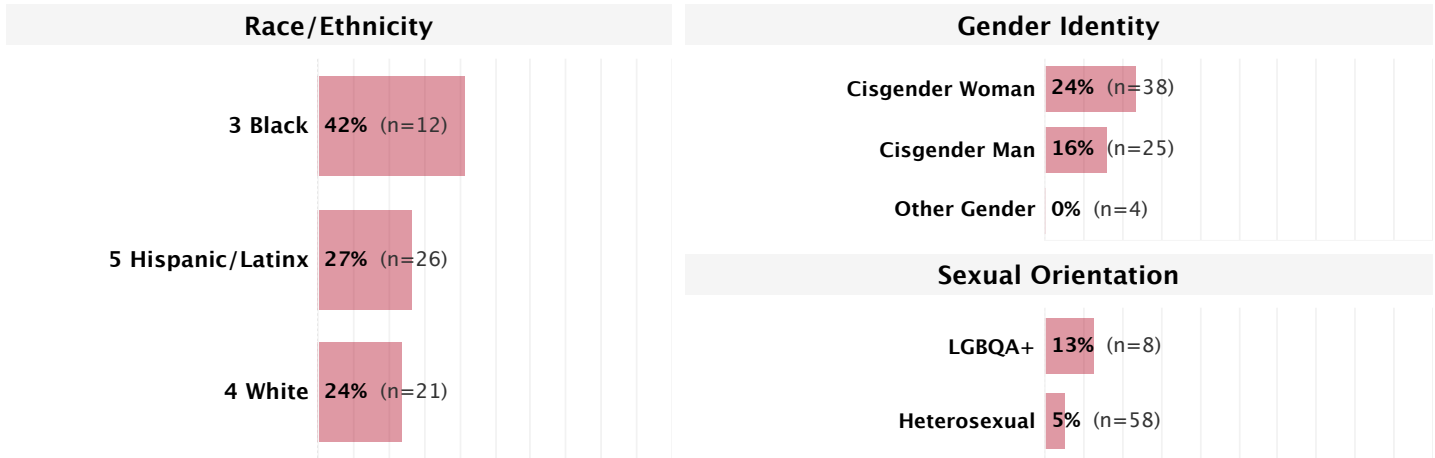 Race/Ethnicity
3 Black 42% (n=12)
5 Hispanic/Latinx 27% (n=26)
4 White 24% (n=21)
Gender Identity
Cisgender Woman 24% (n=38)
Cisgender Man 16% (n=25)
Other Gender 0% (n=4)
Sexual Orientation
LGBQA+ 13% (n=8)
Heterosexual 5% (n=58)